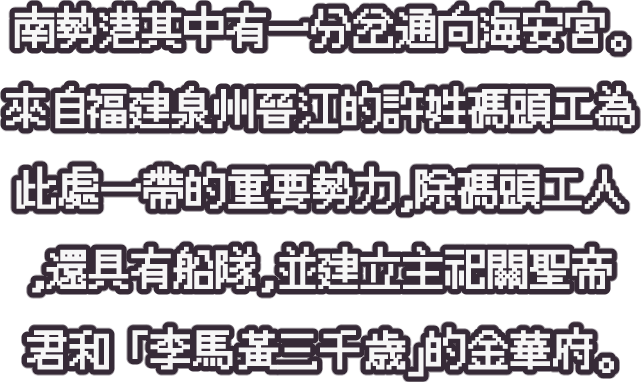 南勢港其中有一分岔通向海安宮。
來自福建泉州晉江的許姓碼頭工為
此處一帶的重要勢力,除碼頭工人
,還具有船隊,並建立主祀關聖帝
君和「李馬黃三千歲」的金華府。